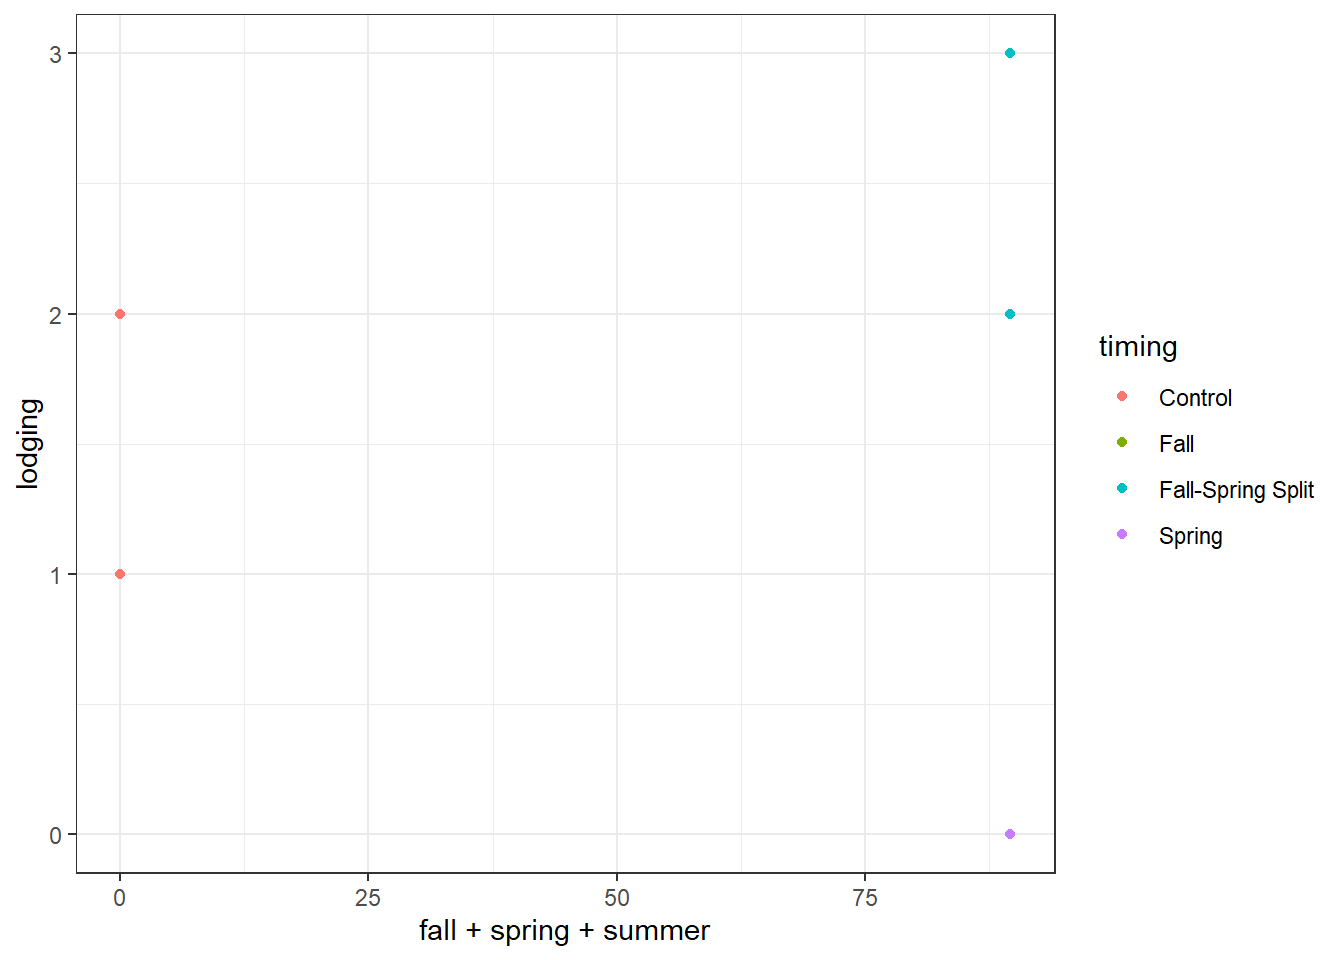 3
2
1
0
lodging
0 25 50 75
fall + spring + summer
timing
Control
Fall
Fall-Spring Split
Spring